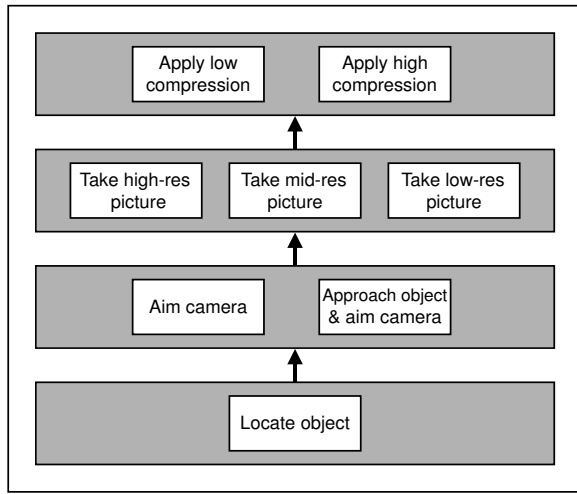 Apply low
compression
Apply high
compression
Take high-res
picture
Take mid-res
picture
Take low-res
picture
Aim camera
Approach object
& aim camera
Locate object